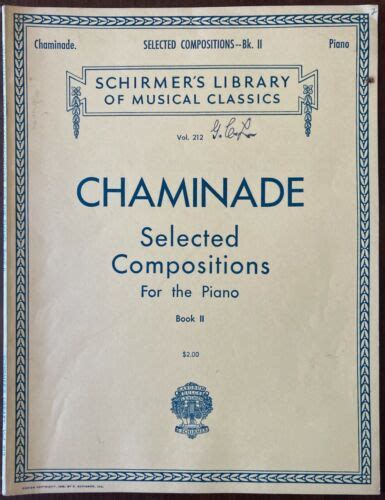 Chaminade. SELECTED COMPOSITIONS—Bk. II Piano
SCHIRMER'S LIBRARY
OF MUSICAL CLASSICS
Vol. 212
CHAMINADE
Selected
Compositions
For the Piano
Book II
$2.00